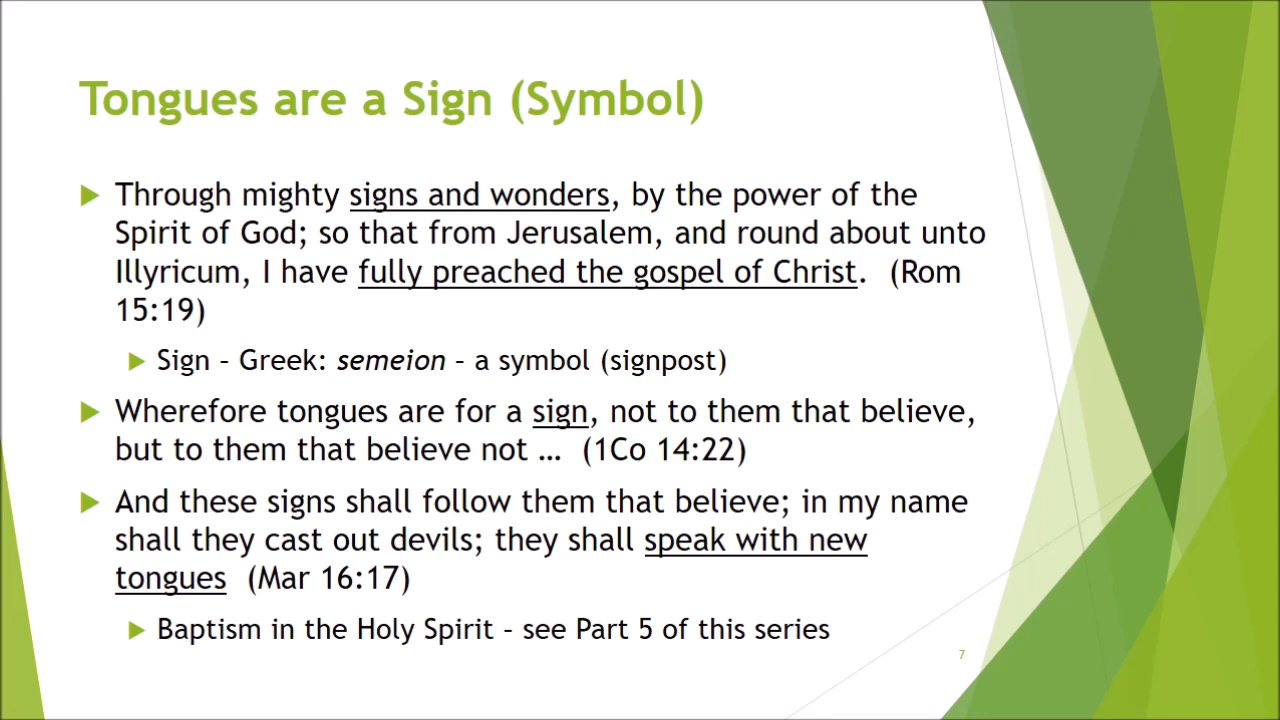 Tongues are a Sign (Symbol)
Through mighty signs and wonders, by the power of the
Spirit of God; so that from Jerusalem, and round about unto
Illyricum, I have fully preached the gospel of Christ.  (Rom
15:19)
Sign – Greek: semeion – a symbol (signpost)
Wherefore tongues are for a sign, not to them that believe,
but to them that believe not …  (1Co 14:22)
And these signs shall follow them that believe; in my name
shall they cast out devils; they shall speak with new
tongues  (Mar 16:17)
Baptism in the Holy Spirit – see Part 5 of this series
7